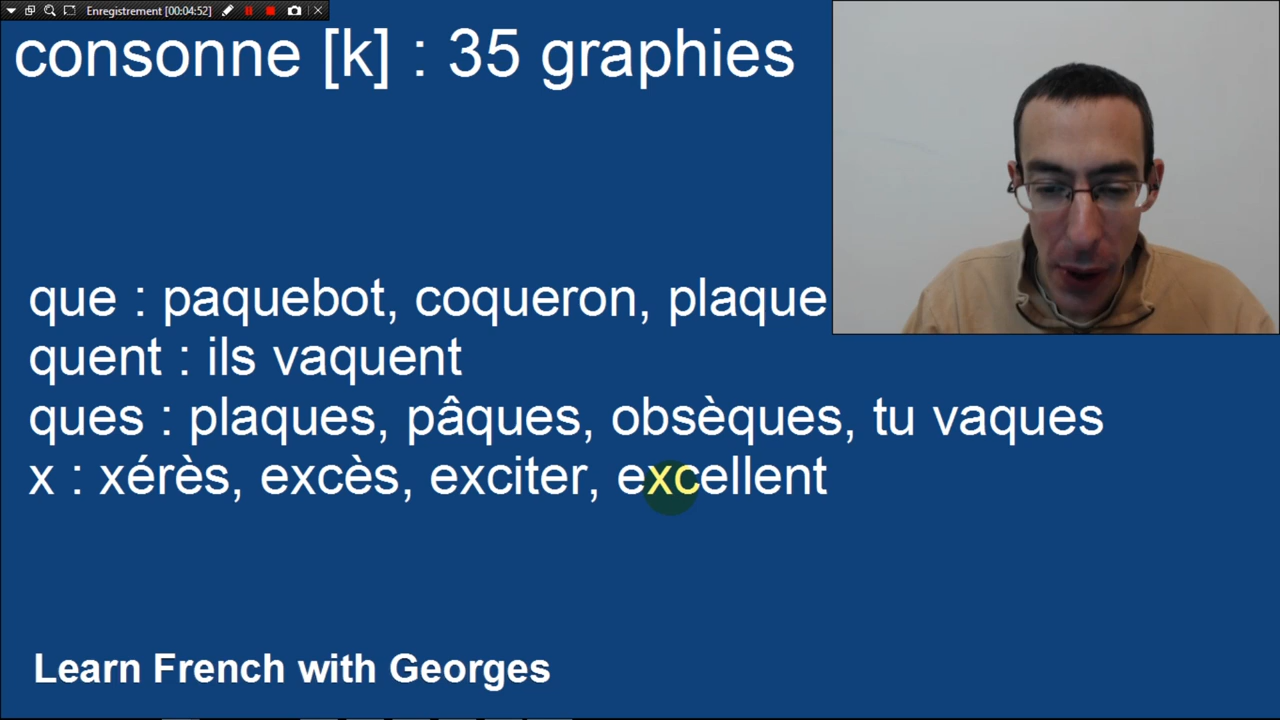 Enregistrement [00:04:52]
consonne [k] : 35 graphies
que : paquebot, coqueron, plaque
quent : ils vaquent
ques : plaques, pâques, obsèques, tu vaques
x : xérès, excès, exciter, excellent
Learn French with Georges